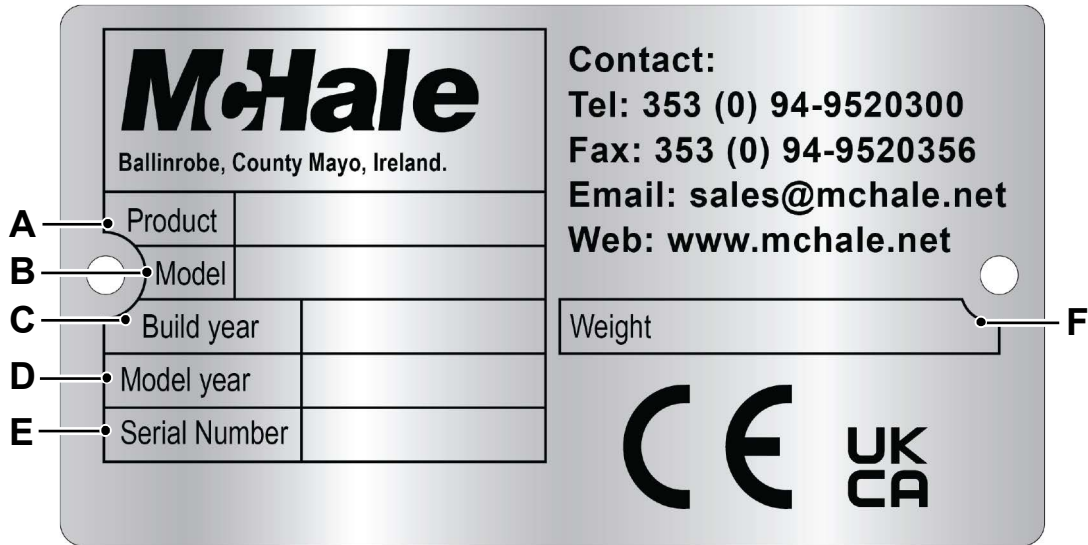 McHale
Ballinrobe, County Mayo, Ireland.
A
Product
B
Model
C
Build year
D
Model year
E
Serial Number
Contact:
Tel: 353 (0) 94-9520300
Fax: 353 (0) 94-9520356
Email: sales@mchale.net
Web: www.mchale.net
Weight
F
CE
UK
CA